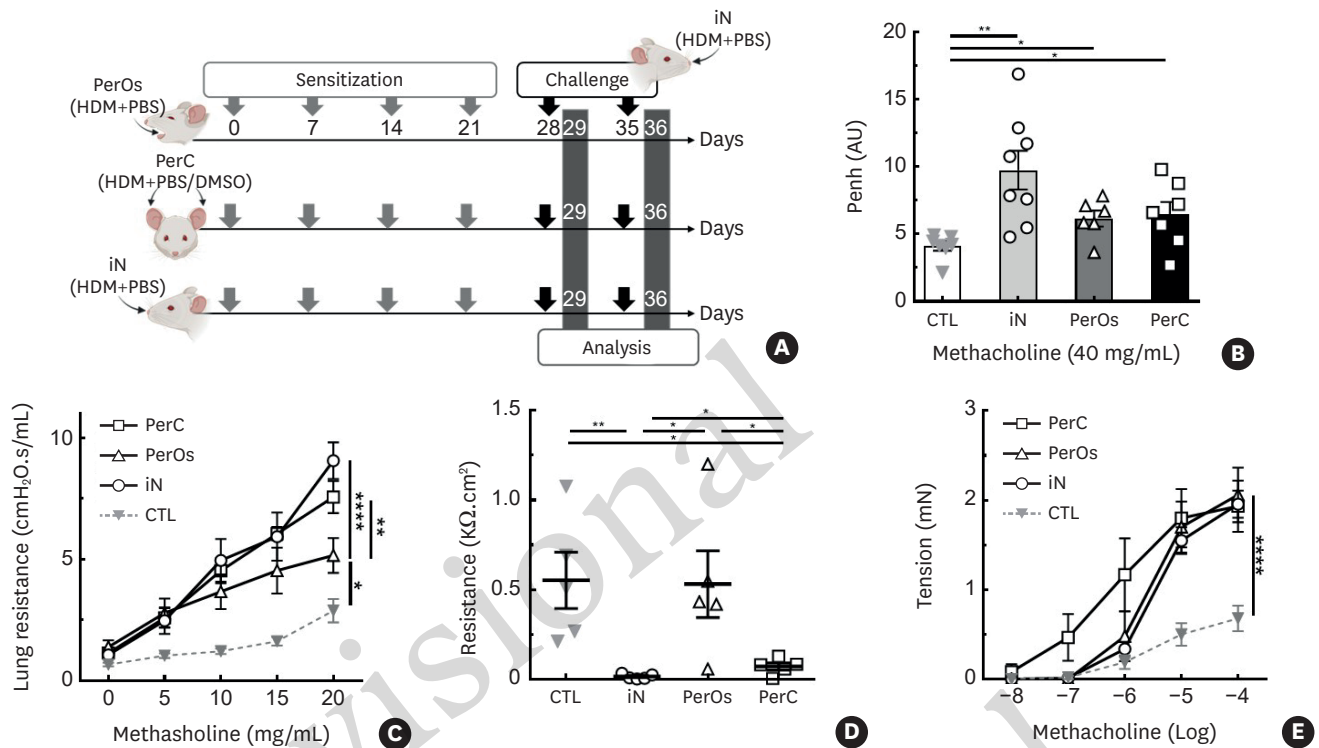 iN
(HDM+PBS)
Sensitization
Challenge
PerOs
(HDM+PBS)
0 7 14 21 28 29 35 36 Days
PerC
(HDM+PBS/DMSO)
29 36 Days
iN
(HDM+PBS)
29 36 Days
Analysis
A
Penh (AU)
20
15
10
5
0
**
*
*
CTL iN PerOs PerC
Methacholine (40 mg/mL)
B
Lung resistance (cmH₂O.s/mL)
10
5
0
PerC
PerOs
iN
CTL
****
**
*
0 5 10 15 20
Methasholine (mg/mL)
C
Resistance (KΩ.cm²)
1.5
1.0
0.5
0
*
** * *
*
CTL iN PerOs PerC
D
Tension (mN)
3
2
1
0
PerC
PerOs
iN
CTL
****
−8 −7 −6 −5 −4
Methacholine (Log)
E
visional